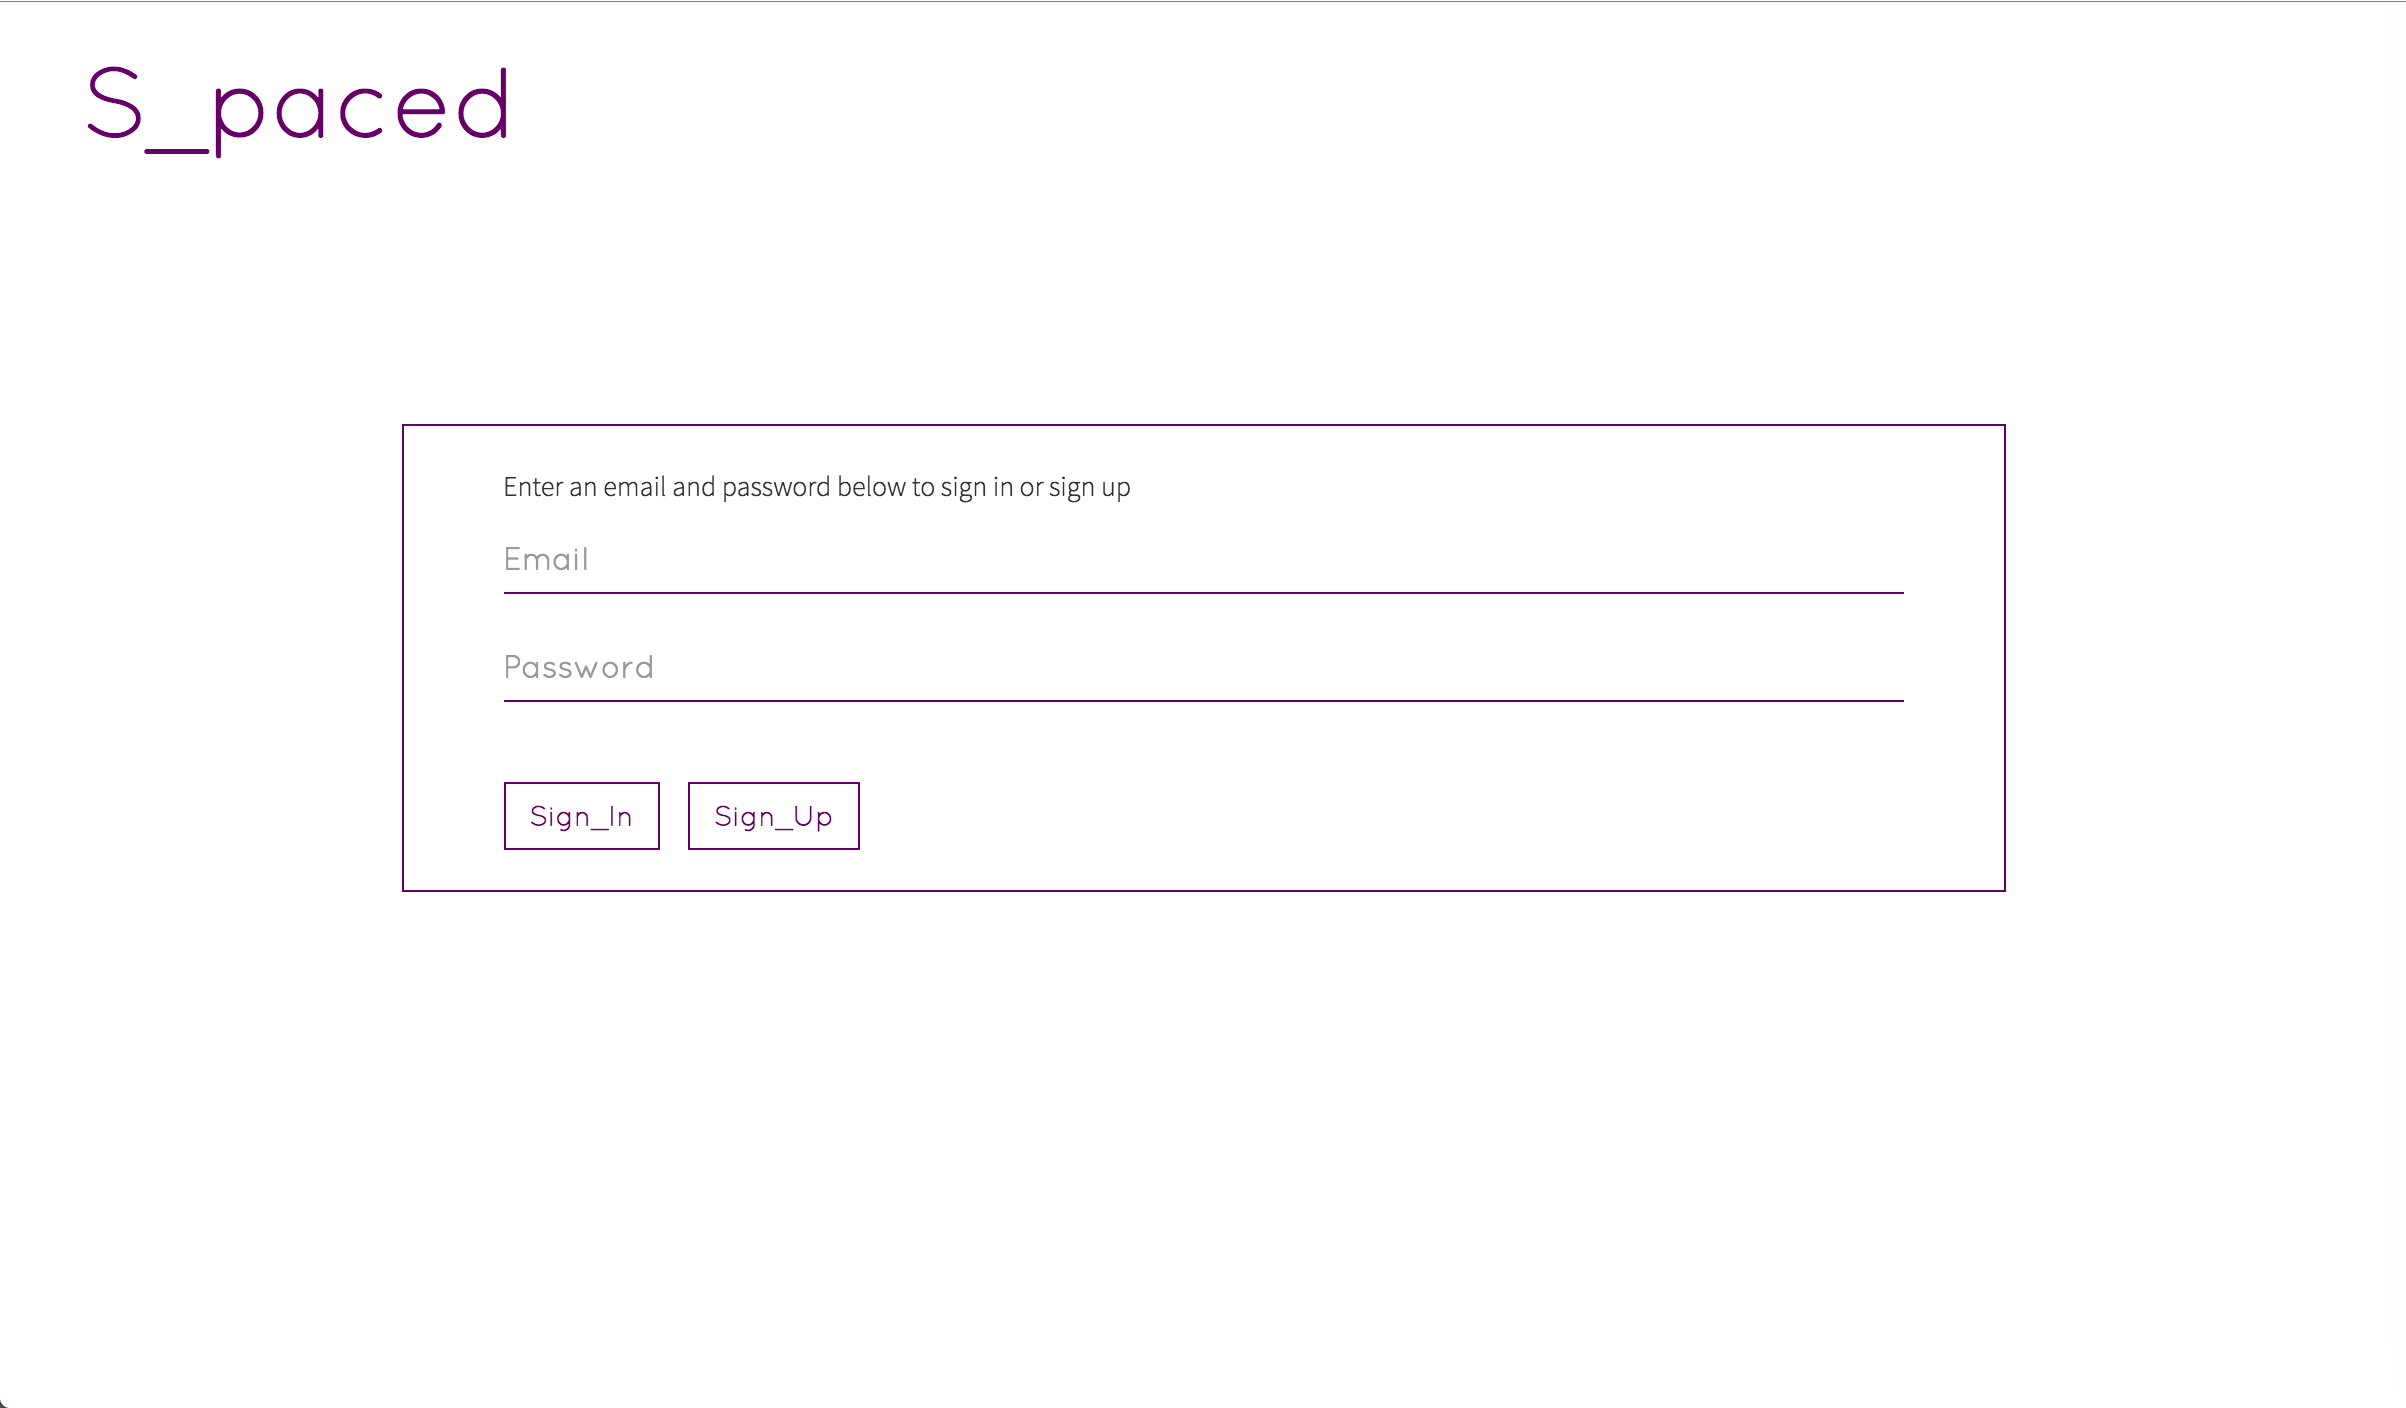 S_paced
Enter an email and password below to sign in or sign up
Email
Password
Sign_In Sign_Up